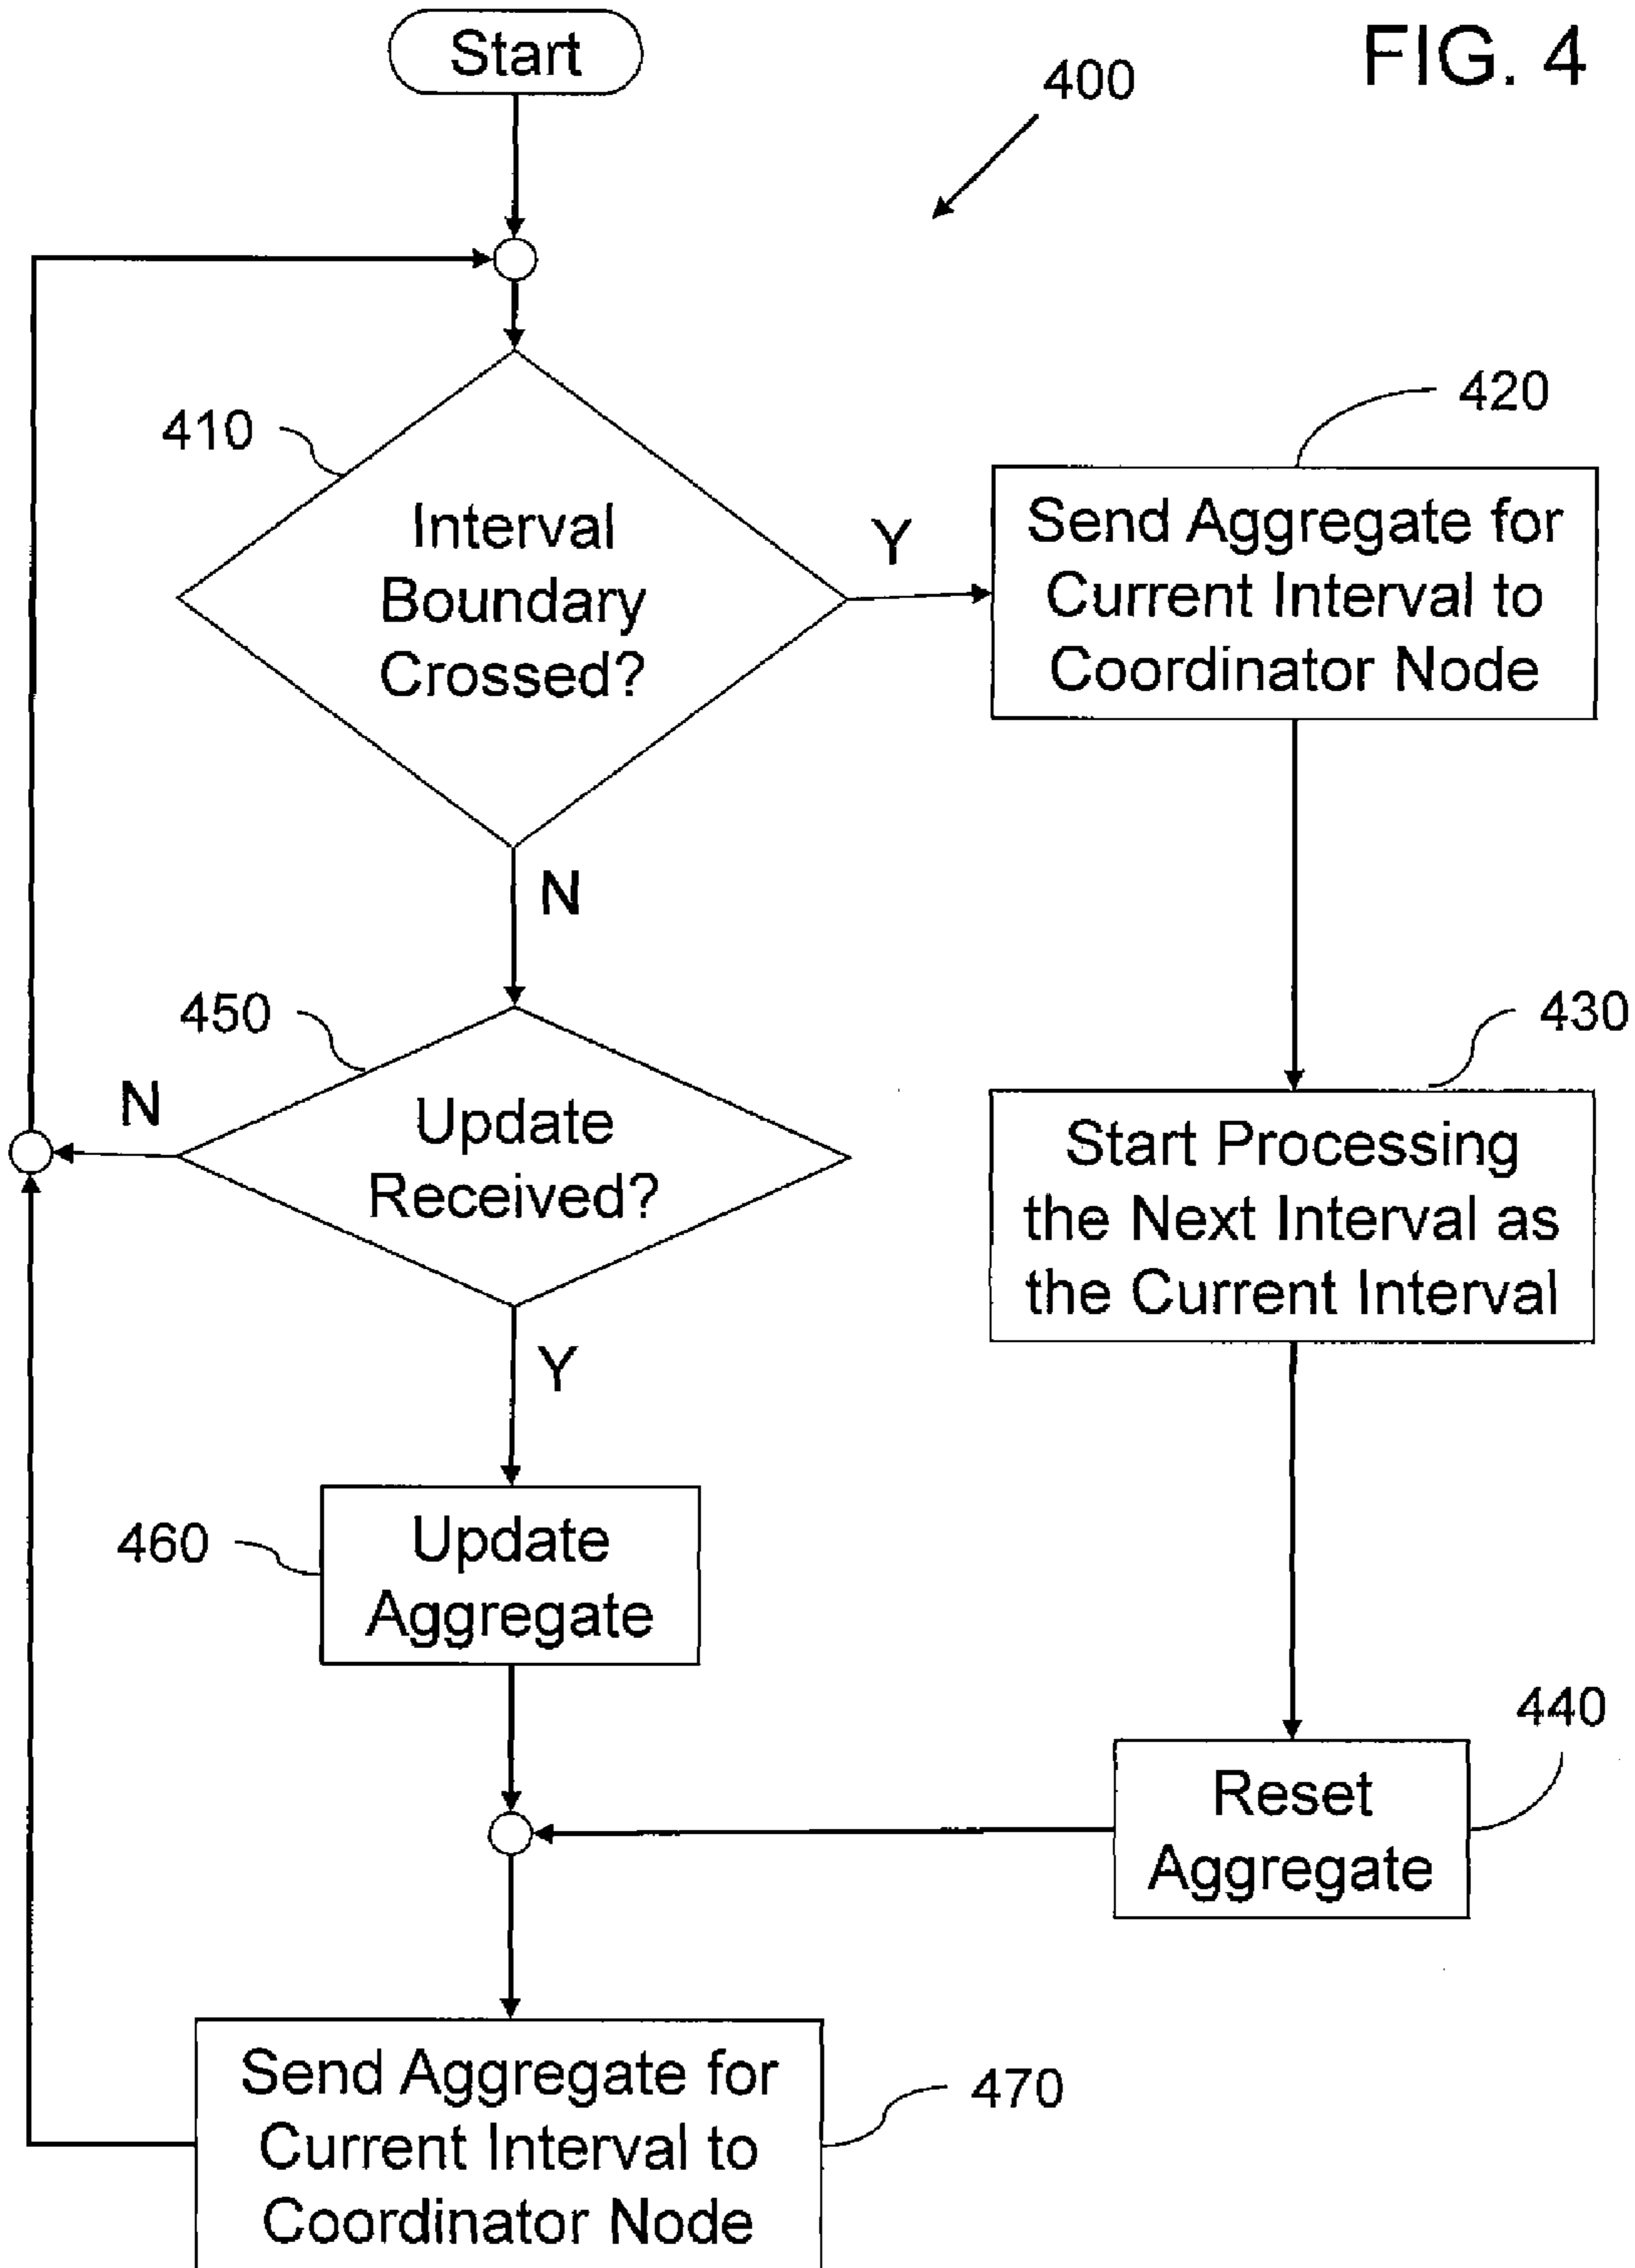 Start
FIG. 4
400
410
Interval
Boundary
Crossed?
Y
420
Send Aggregate for
Current Interval to
Coordinator Node
N
450
Update
Received?
N
430
Start Processing
the Next Interval as
the Current Interval
Y
460
Update
Aggregate
440
Reset
Aggregate
Send Aggregate for
Current Interval to
Coordinator Node
470